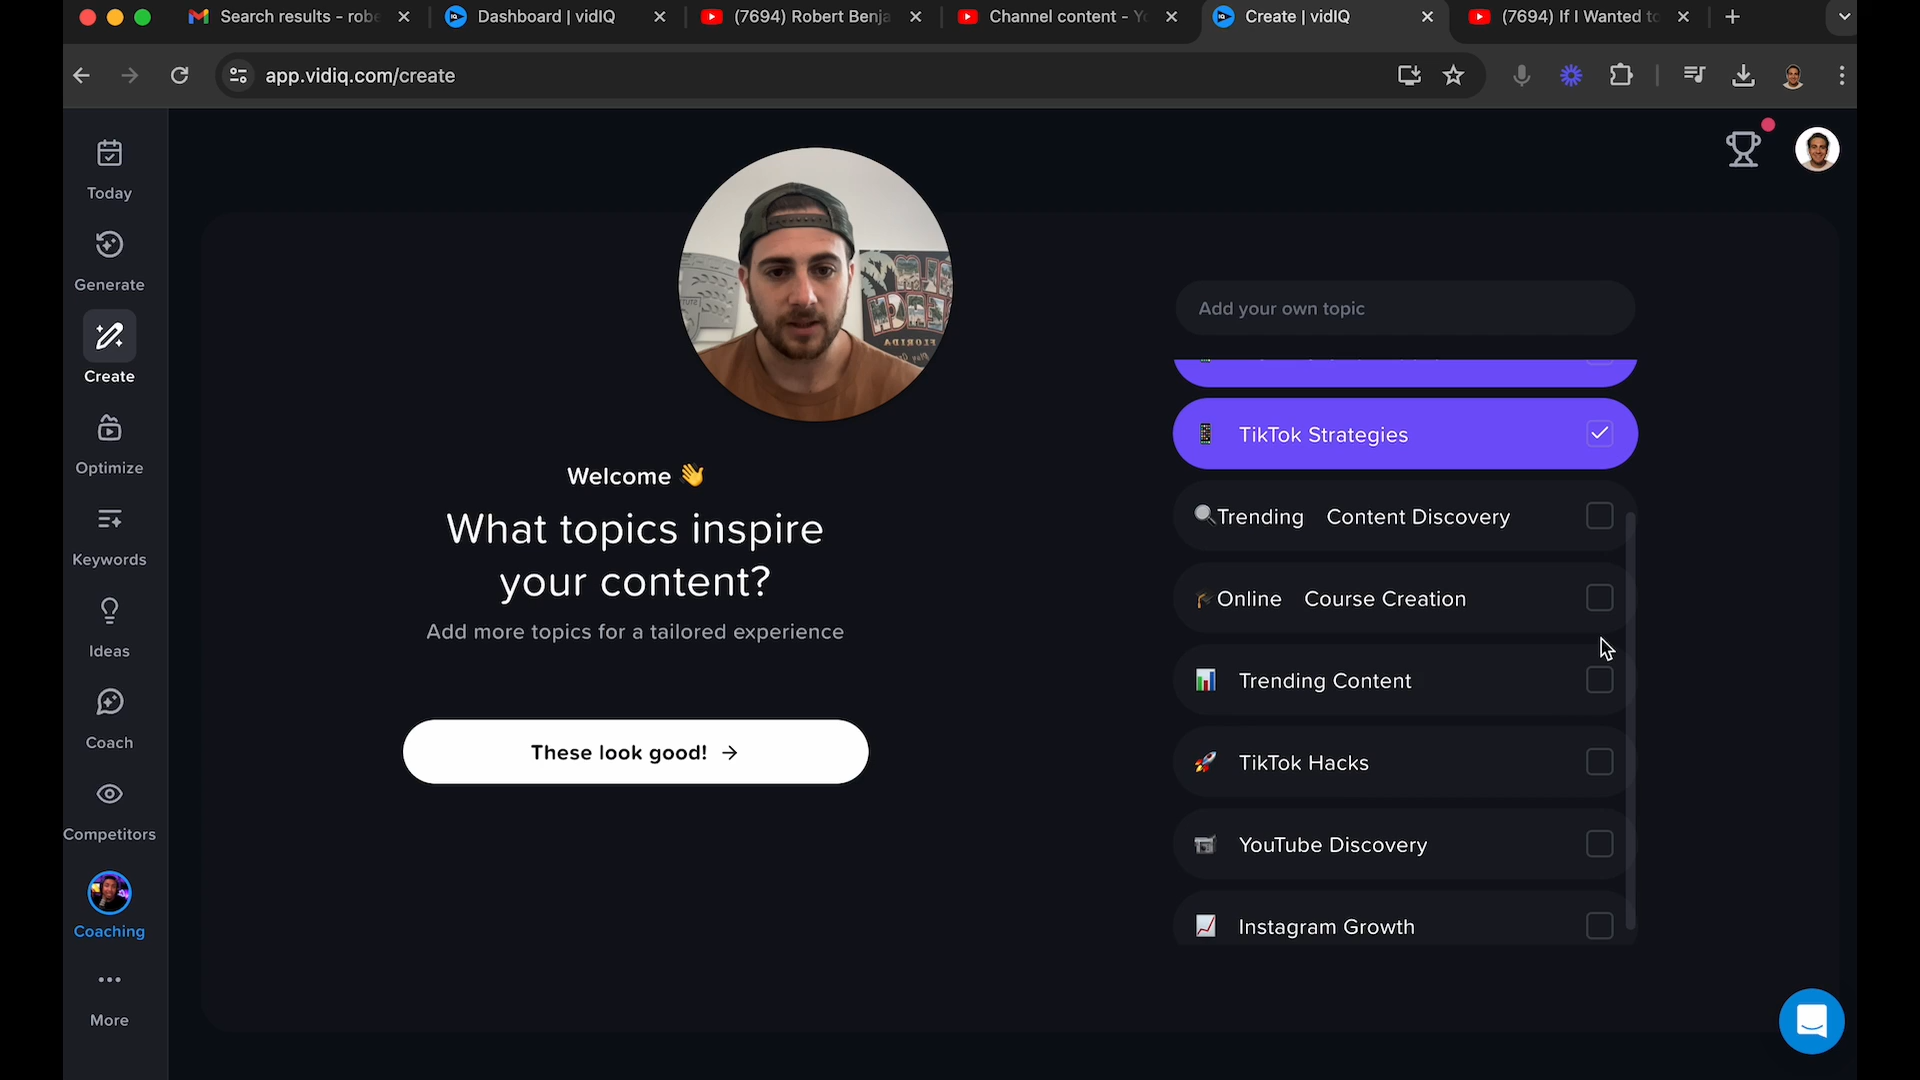 Search results - robe
Dashboard | vidIQ
(7694) Robert Benja
Channel content - Yo
Create | vidIQ
(7694) If I Wanted to
app.vidiq.com/create
Today
Generate
Create
Optimize
Keywords
Ideas
Coach
Competitors
Coaching
More
FLORIDA
Welcome 👋
What topics inspire
your content?
Add more topics for a tailored experience
These look good! →
Add your own topic
TikTok Strategies
Trending Content Discovery
Online Course Creation
Trending Content
TikTok Hacks
YouTube Discovery
Instagram Growth